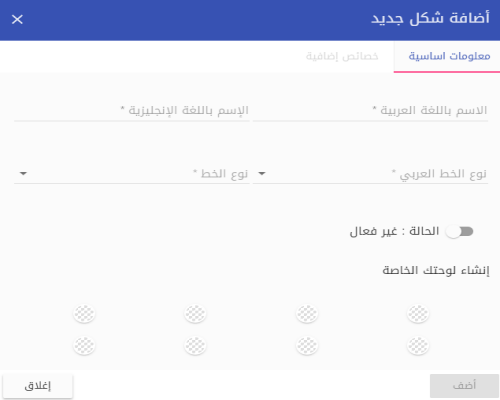 أضافة شكل جديد
معلومات اساسية
خصائص إضافية
الاسم باللغة العربية *
الإسم باللغة الإنجليزية *
نوع الخط العربي *
نوع الخط *
الحالة : غير فعال
إنشاء لوحتك الخاصة
أضف
إغلاق